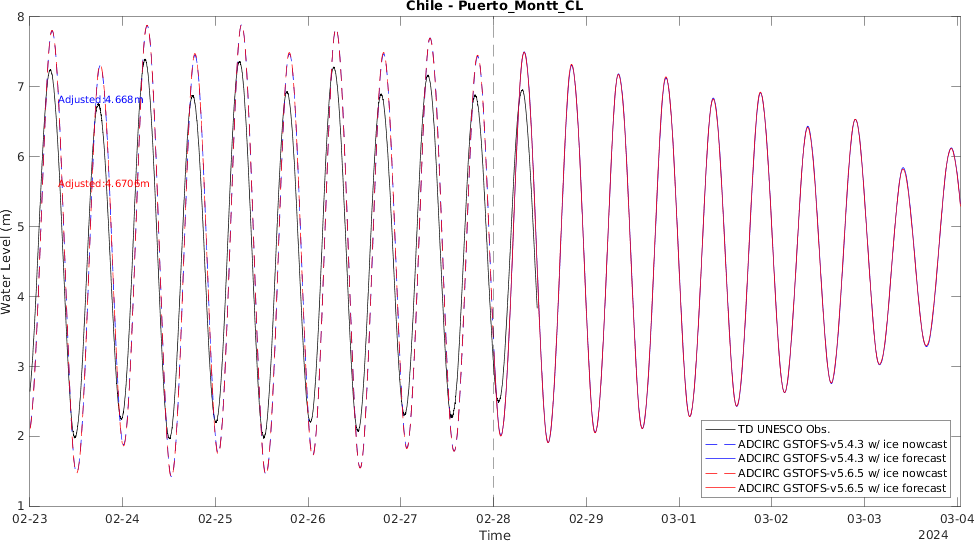 Chile - Puerto_Montt_CL
8
7
6
5
4
3
2
1
Water Level (m)
Adjusted:4.668m
Adjusted:4.6706m
TD UNESCO Obs.
ADCIRC GSTOFS-v5.4.3 w/ ice nowcast
ADCIRC GSTOFS-v5.4.3 w/ ice forecast
ADCIRC GSTOFS-v5.6.5 w/ ice nowcast
ADCIRC GSTOFS-v5.6.5 w/ ice forecast
02-23 02-24 02-25 02-26 02-27 02-28 02-29 03-01 03-02 03-03 03-04
Time
2024